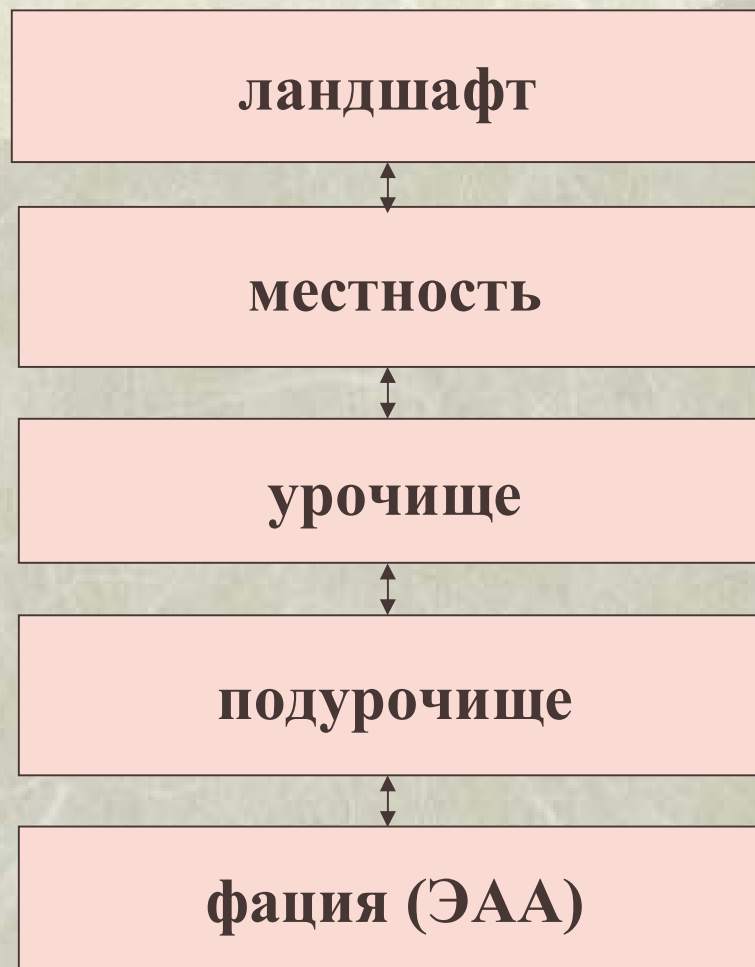 ландшафт
местность
урочище
подурочище
фация (ЭАА)